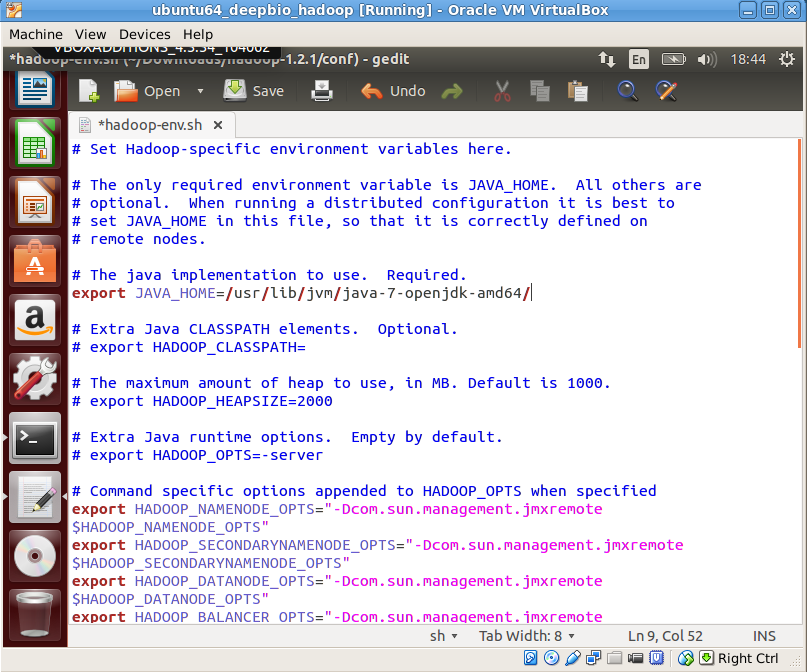 ubuntu64_deepbio_hadoop [Running] - Oracle VM VirtualBox
Machine View Devices Help
VBOXADDITIONS_4.3.34_104062
*hadoop-env.sh (~/Downloads/hadoop-1.2.1/conf) - gedit
En 18:44
Open Save Undo
*hadoop-env.sh ×
# Set Hadoop-specific environment variables here.
# The only required environment variable is JAVA_HOME.  All others are
# optional.  When running a distributed configuration it is best to
# set JAVA_HOME in this file, so that it is correctly defined on
# remote nodes.
# The java implementation to use.  Required.
export JAVA_HOME=/usr/lib/jvm/java-7-openjdk-amd64/
# Extra Java CLASSPATH elements.  Optional.
# export HADOOP_CLASSPATH=
# The maximum amount of heap to use, in MB. Default is 1000.
# export HADOOP_HEAPSIZE=2000
# Extra Java runtime options.  Empty by default.
# export HADOOP_OPTS=-server
# Command specific options appended to HADOOP_OPTS when specified
export HADOOP_NAMENODE_OPTS="-Dcom.sun.management.jmxremote
$HADOOP_NAMENODE_OPTS"
export HADOOP_SECONDARYNAMENODE_OPTS="-Dcom.sun.management.jmxremote
$HADOOP_SECONDARYNAMENODE_OPTS"
export HADOOP_DATANODE_OPTS="-Dcom.sun.management.jmxremote
$HADOOP_DATANODE_OPTS"
export HADOOP_BALANCER_OPTS="-Dcom.sun.management.jmxremote
sh Tab Width: 8 Ln 9, Col 52 INS
Right Ctrl